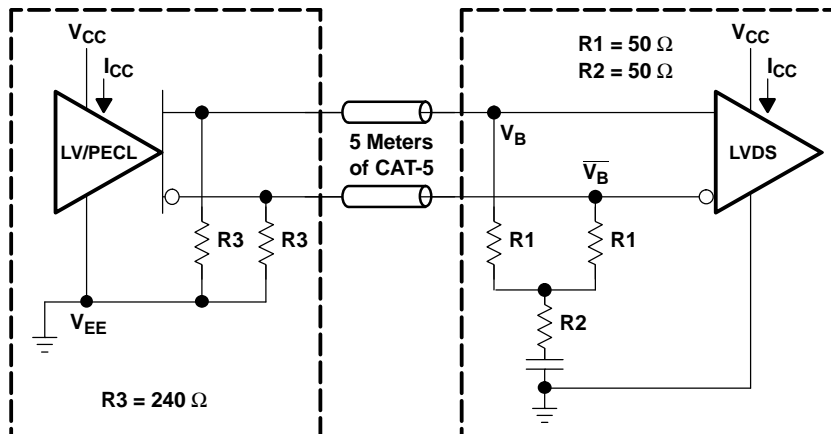 V_CC
I_CC
LV/PECL
R3
R3
V_EE
R3 = 240 Ω
5 Meters
of CAT-5
R1 = 50 Ω
R2 = 50 Ω
V_CC
I_CC
V_B
V̅_B̅
LVDS
R1
R1
R2